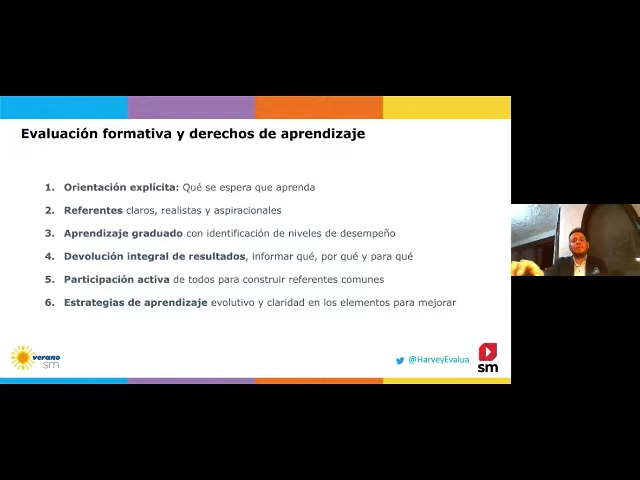 Evaluación formativa y derechos de aprendizaje
1. Orientación explícita: Qué se espera que aprenda
2. Referentes claros, realistas y aspiracionales
3. Aprendizaje graduado con identificación de niveles de desempeño
4. Devolución integral de resultados, informar qué, por qué y para qué
5. Participación activa de todos para construir referentes comunes
6. Estrategias de aprendizaje evolutivo y claridad en los elementos para mejorar
verano
sm
@HarveyEvalua
sm